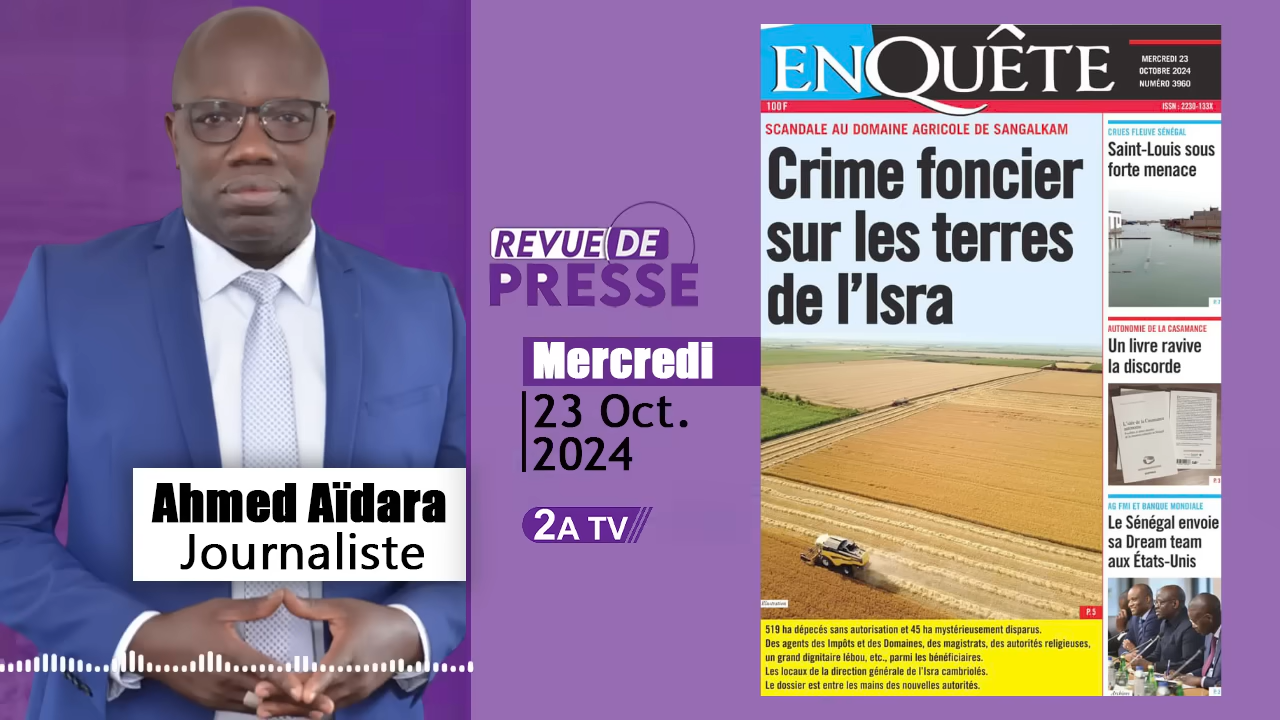 REVUE DE
PRESSE
Mercredi
23 Oct.
2024
2A TV
Ahmed Aïdara
Journaliste
ENQUÊTE
MERCREDI 23
OCTOBRE 2024
NUMÉRO 3960
100 F
ISSN : 2230-133X
SCANDALE AU DOMAINE AGRICOLE DE SANGALKAM
Crime foncier
sur les terres
de l'Isra
Illustration
P.5
519 ha dépecés sans autorisation et 45 ha mystérieusement disparus.
Des agents des Impôts et des Domaines, des magistrats, des autorités religieuses,
un grand dignitaire lébou, etc., parmi les bénéficiaires.
Les locaux de la direction générale de l'Isra cambriolés.
Le dossier est entre les mains des nouvelles autorités.
CRUES FLEUVE SÉNÉGAL
Saint-Louis sous
forte menace
AUTONOMIE DE LA CASAMANCE
Un livre ravive
la discorde
AG FMI ET BANQUE MONDIALE
Le Sénégal envoie
sa Dream team
aux États-Unis
Archives